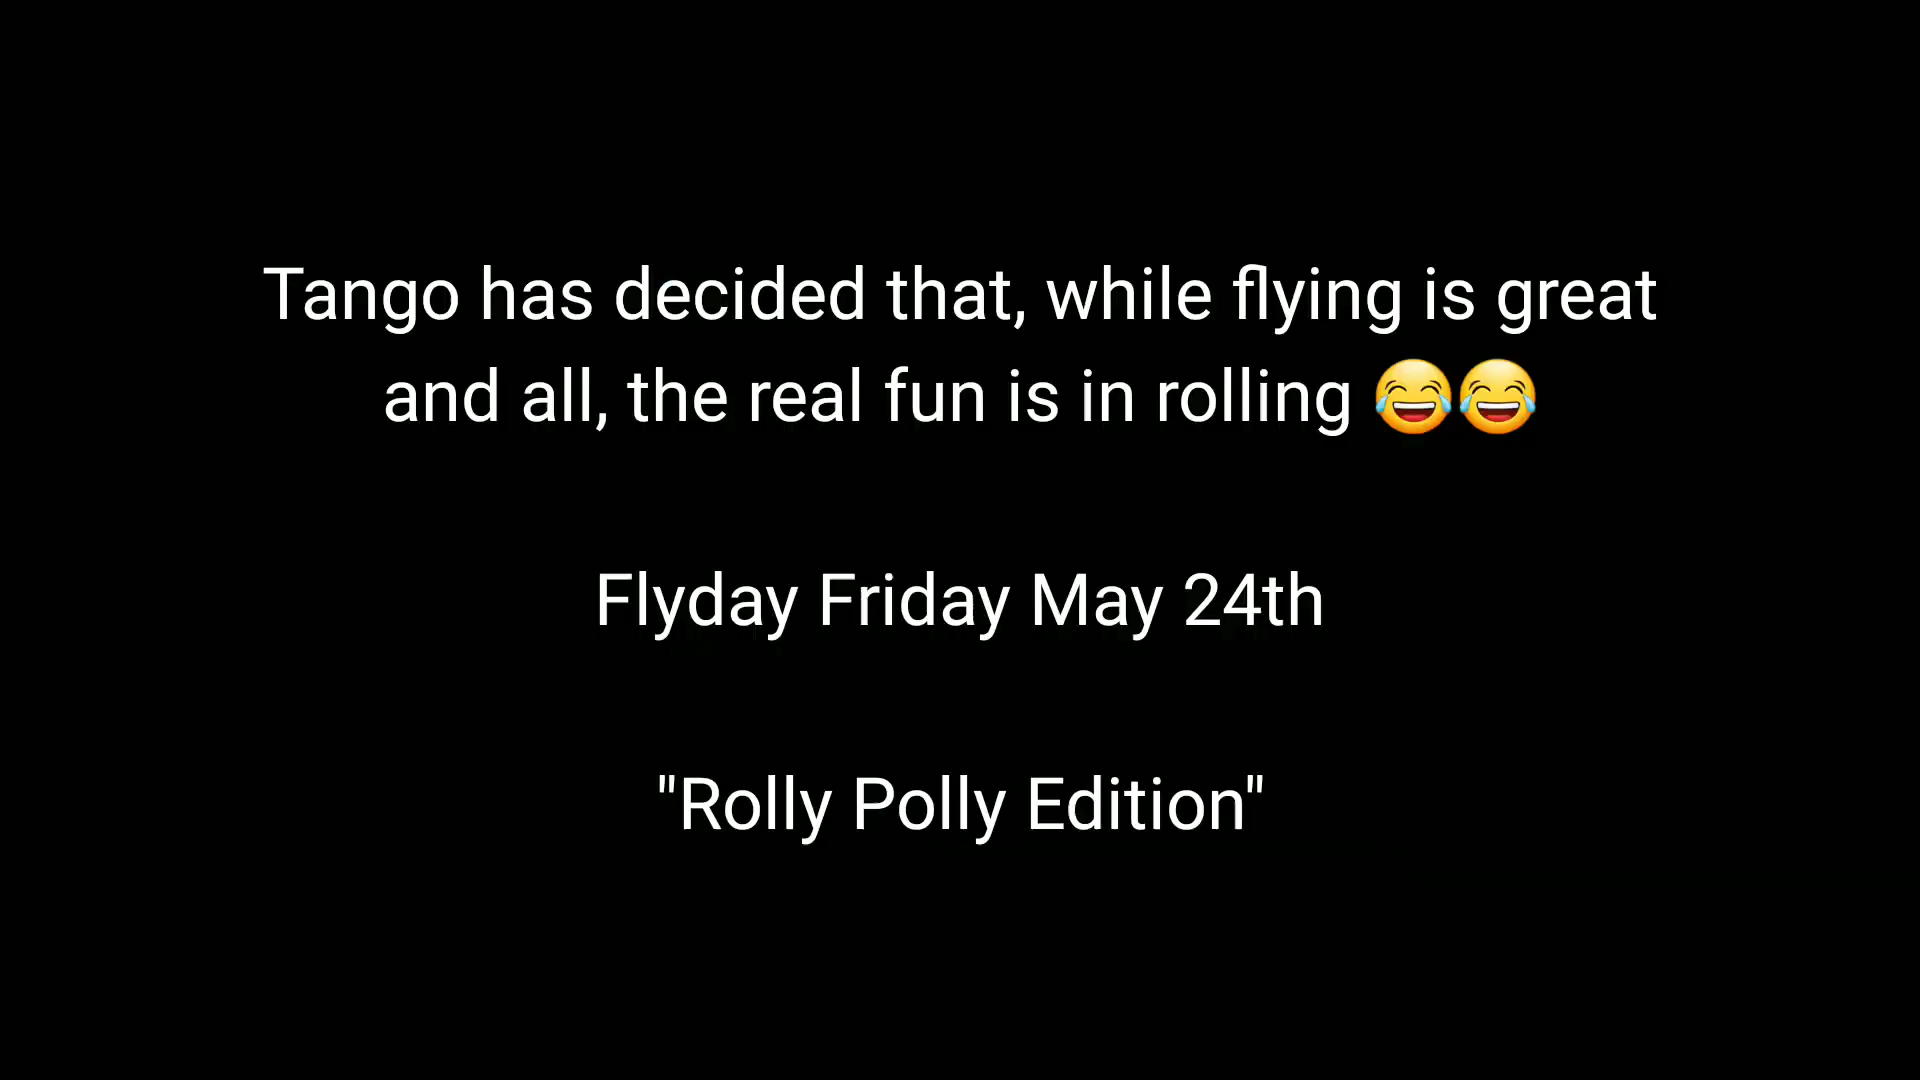 Tango has decided that, while flying is great
and all, the real fun is in rolling 😂😂
Flyday Friday May 24th
"Rolly Polly Edition"